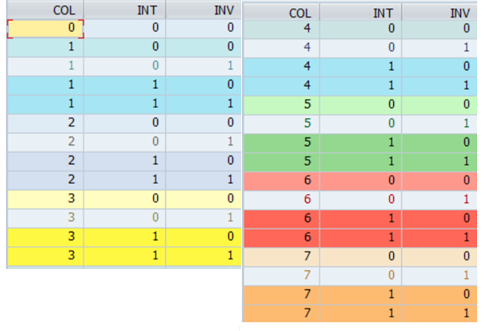 COL INT INV
0 0 0
1 0 0
1 0 1
1 1 0
1 1 1
2 0 0
2 0 1
2 1 0
2 1 1
3 0 0
3 0 1
3 1 0
3 1 1
COL INT INV
4 0 0
4 0 1
4 1 0
4 1 1
5 0 0
5 0 1
5 1 0
5 1 1
6 0 0
6 0 1
6 1 0
6 1 1
7 0 0
7 0 1
7 1 0
7 1 1